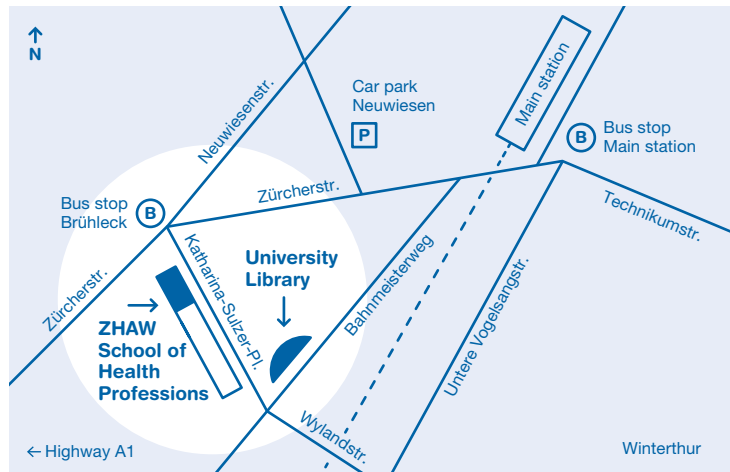 N
Neuwiesenstr.
Car park
Neuwiesen
P
Main station
B
Bus stop
Main station
Bus stop
Brühleck
B
Zürcherstr.
Technikumstr.
Zürcherstr.
Katharina-Sulzer-Pl.
University
Library
Bahnmeisterweg
Untere Vogelsangstr.
ZHAW
School of
Health
Professions
Wylandstr.
← Highway A1
Winterthur